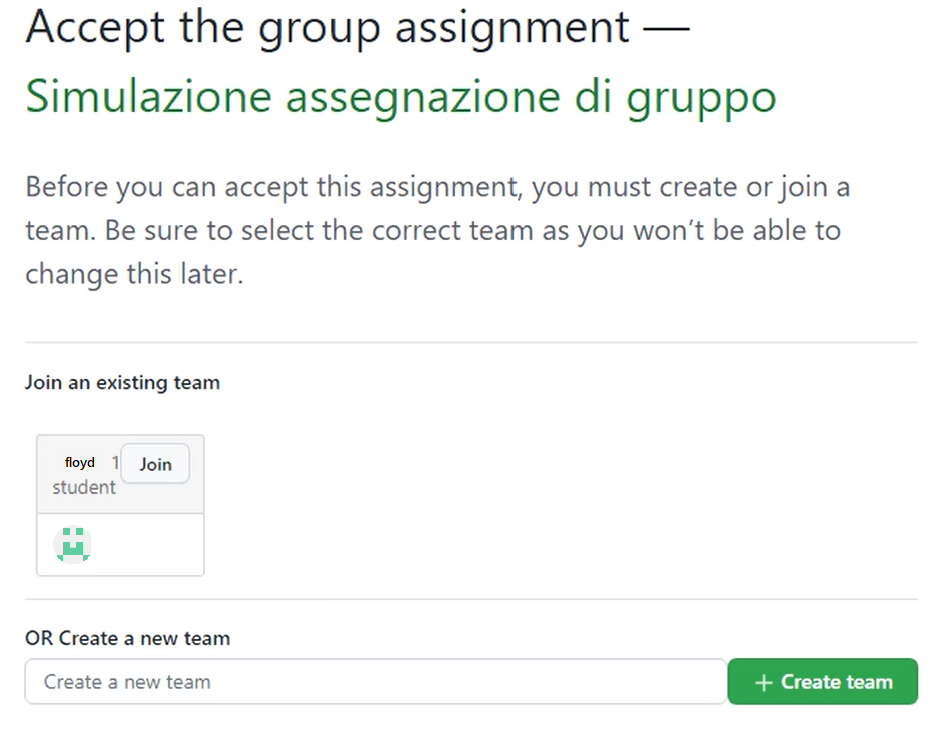 Accept the group assignment —
Simulazione assegnazione di gruppo
Before you can accept this assignment, you must create or join a
team. Be sure to select the correct team as you won’t be able to
change this later.
Join an existing team
floyd 1 Join
student
OR Create a new team
Create a new team + Create team